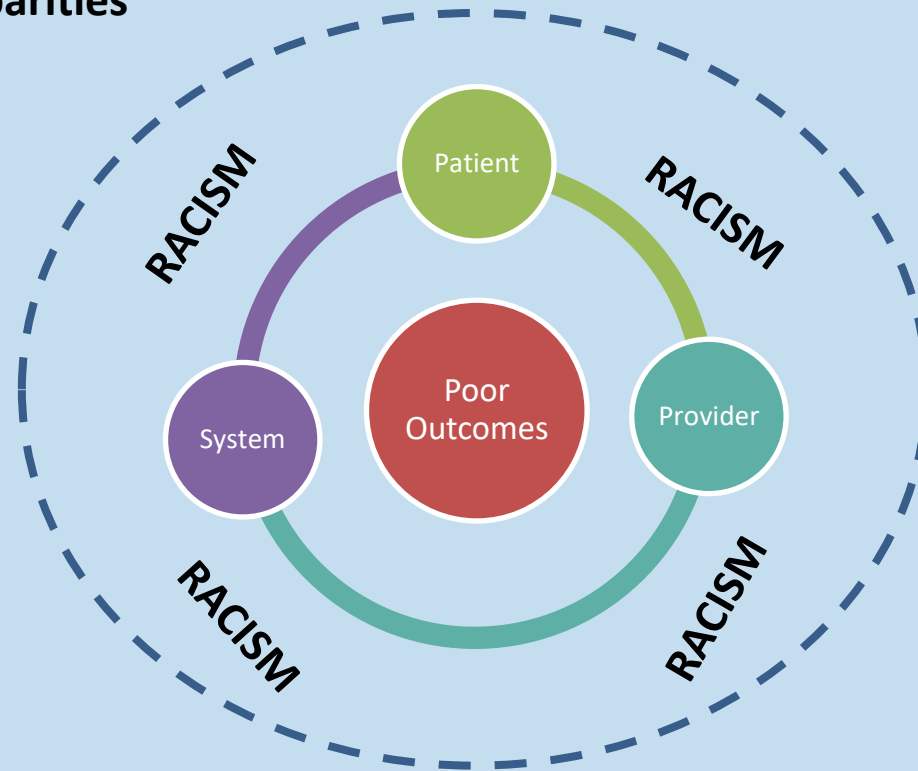 RACISM
Patient
RACISM
Poor
Outcomes
System
Provider
RACISM
RACISM